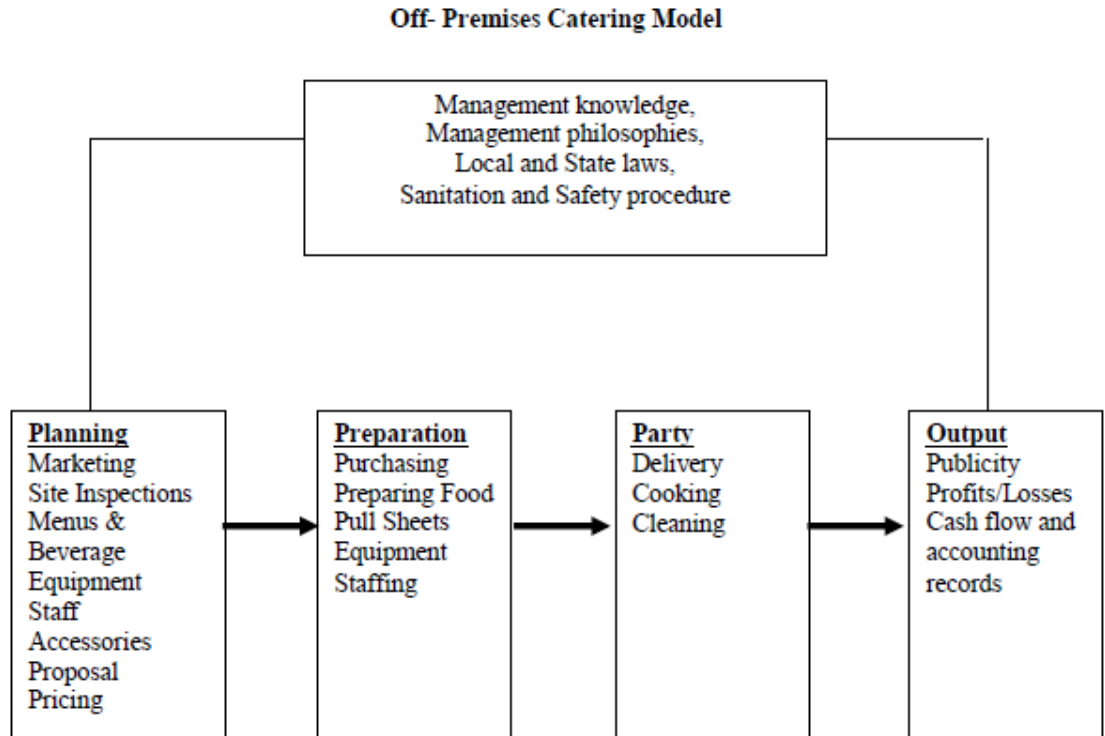 Off- Premises Catering Model
Management knowledge,
Management philosophies,
Local and State laws,
Sanitation and Safety procedure
Planning
Marketing
Site Inspections
Menus &
Beverage
Equipment
Staff
Accessories
Proposal
Pricing
Preparation
Purchasing
Preparing Food
Pull Sheets
Equipment
Staffing
Party
Delivery
Cooking
Cleaning
Output
Publicity
Profits/Losses
Cash flow and
accounting
records